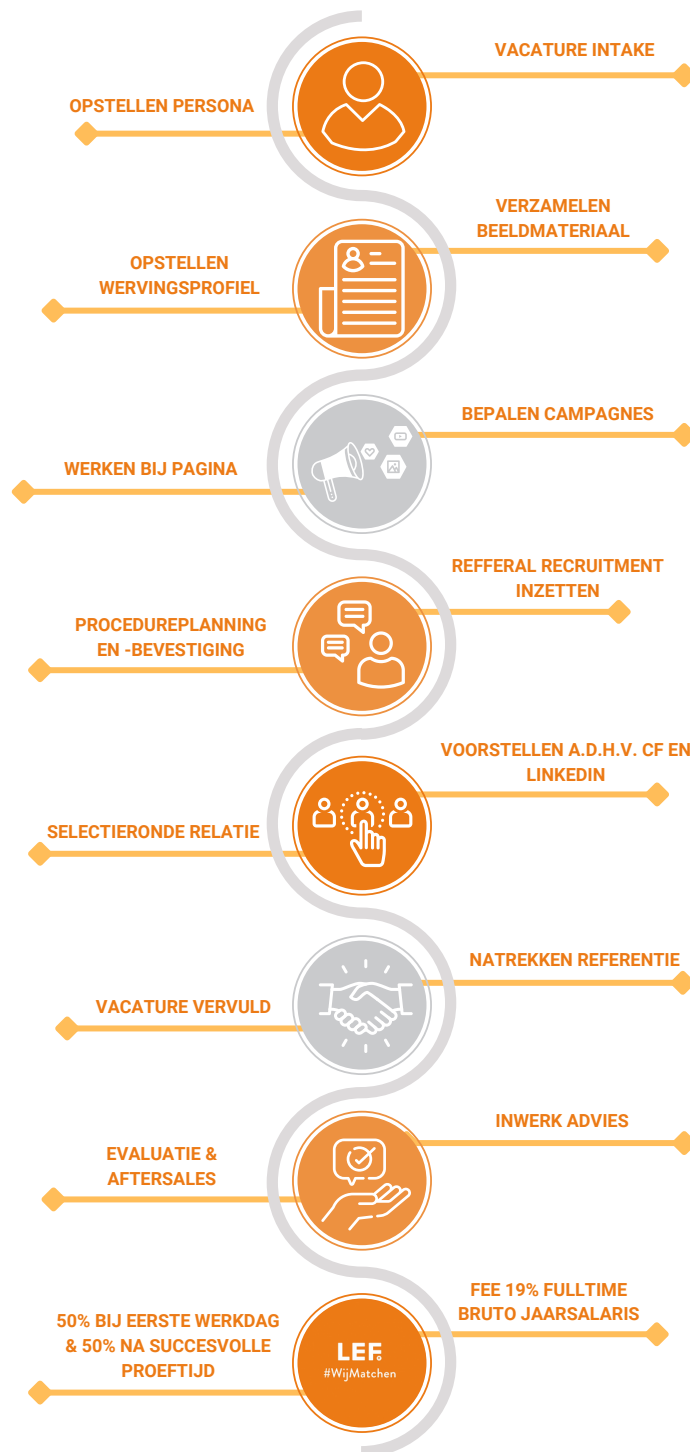 VACATURE INTAKE
OPSTELLEN PERSONA
VERZAMELEN
BEELDMATERIAAL
OPSTELLEN
WERVINGSPROFIEL
BEPALEN CAMPAGNES
WERKEN BIJ PAGINA
REFFERAL RECRUITMENT
INZETTEN
PROCEDUREPLANNING
EN -BEVESTIGING
VOORSTELLEN A.D.H.V. CF EN
LINKEDIN
SELECTIERONDE RELATIE
NATREKKEN REFERENTIE
VACATURE VERVULD
INWERK ADVIES
EVALUATIE &
AFTERSALES
FEE 19% FULLTIME
BRUTO JAARSALARIS
50% BIJ EERSTE WERKDAG
& 50% NA SUCCESVOLLE
PROEFTIJD
LEF.
#WijMatchen